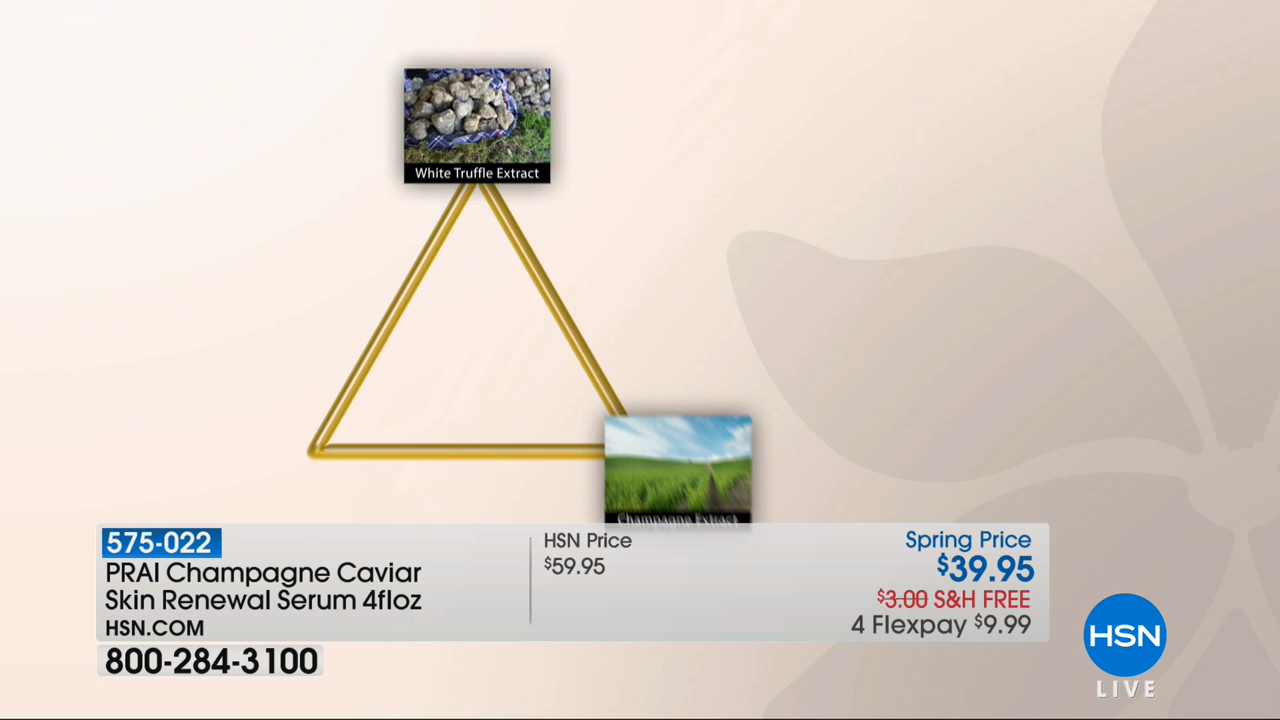 White Truffle Extract
Champagne Extract
575-022
PRAI Champagne Caviar
Skin Renewal Serum 4floz
HSN.COM
800-284-3100
HSN Price
$59.95
Spring Price
$39.95
$3.00 S&H FREE
4 Flexpay $9.99
HSN
LIVE